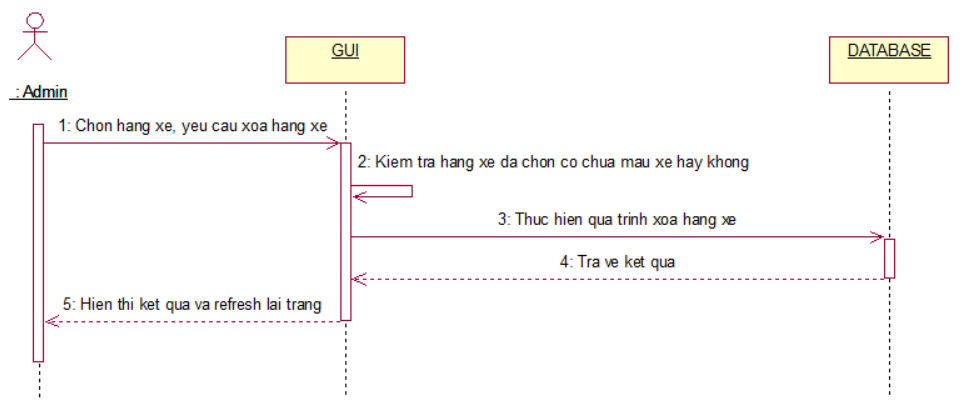 GUI
DATABASE
: Admin
1: Chon hang xe, yeu cau xoa hang xe
2: Kiem tra hang xe da chon co chua mau xe hay khong
3: Thuc hien qua trinh xoa hang xe
4: Tra ve ket qua
5: Hien thi ket qua va refresh lai trang